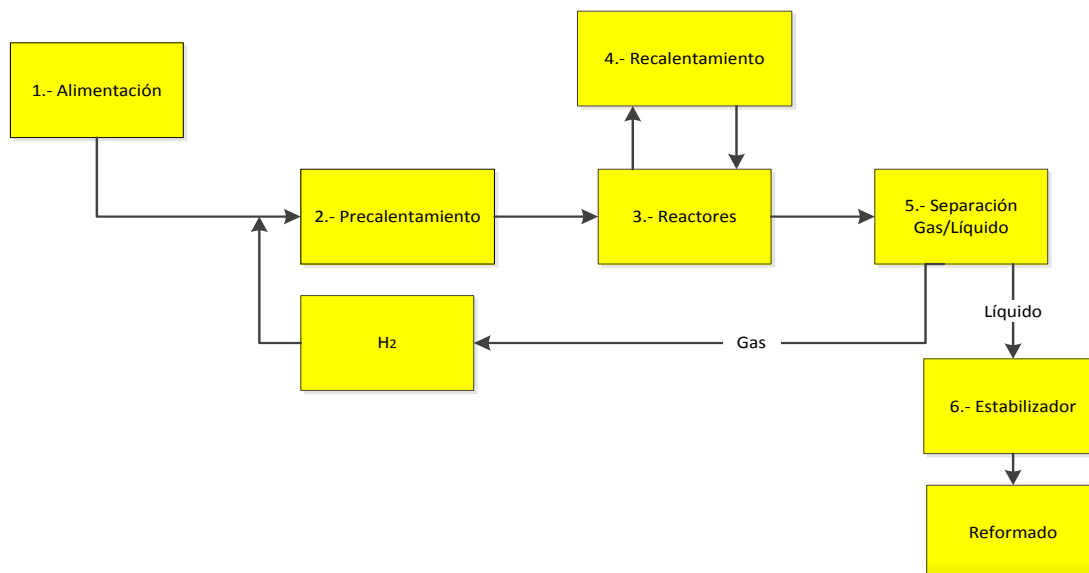 1.- Alimentación
4.- Recalentamiento
2.- Precalentamiento
3.- Reactores
5.- Separación
Gas/Líquido
Líquido
H2
Gas
6.- Estabilizador
Reformado